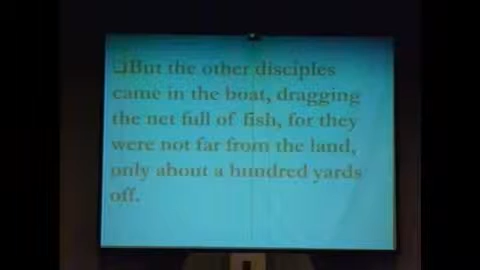 ❑But the other disciples
came in the boat, dragging
the net full of fish, for they
were not far from the land,
only about a hundred yards
off.